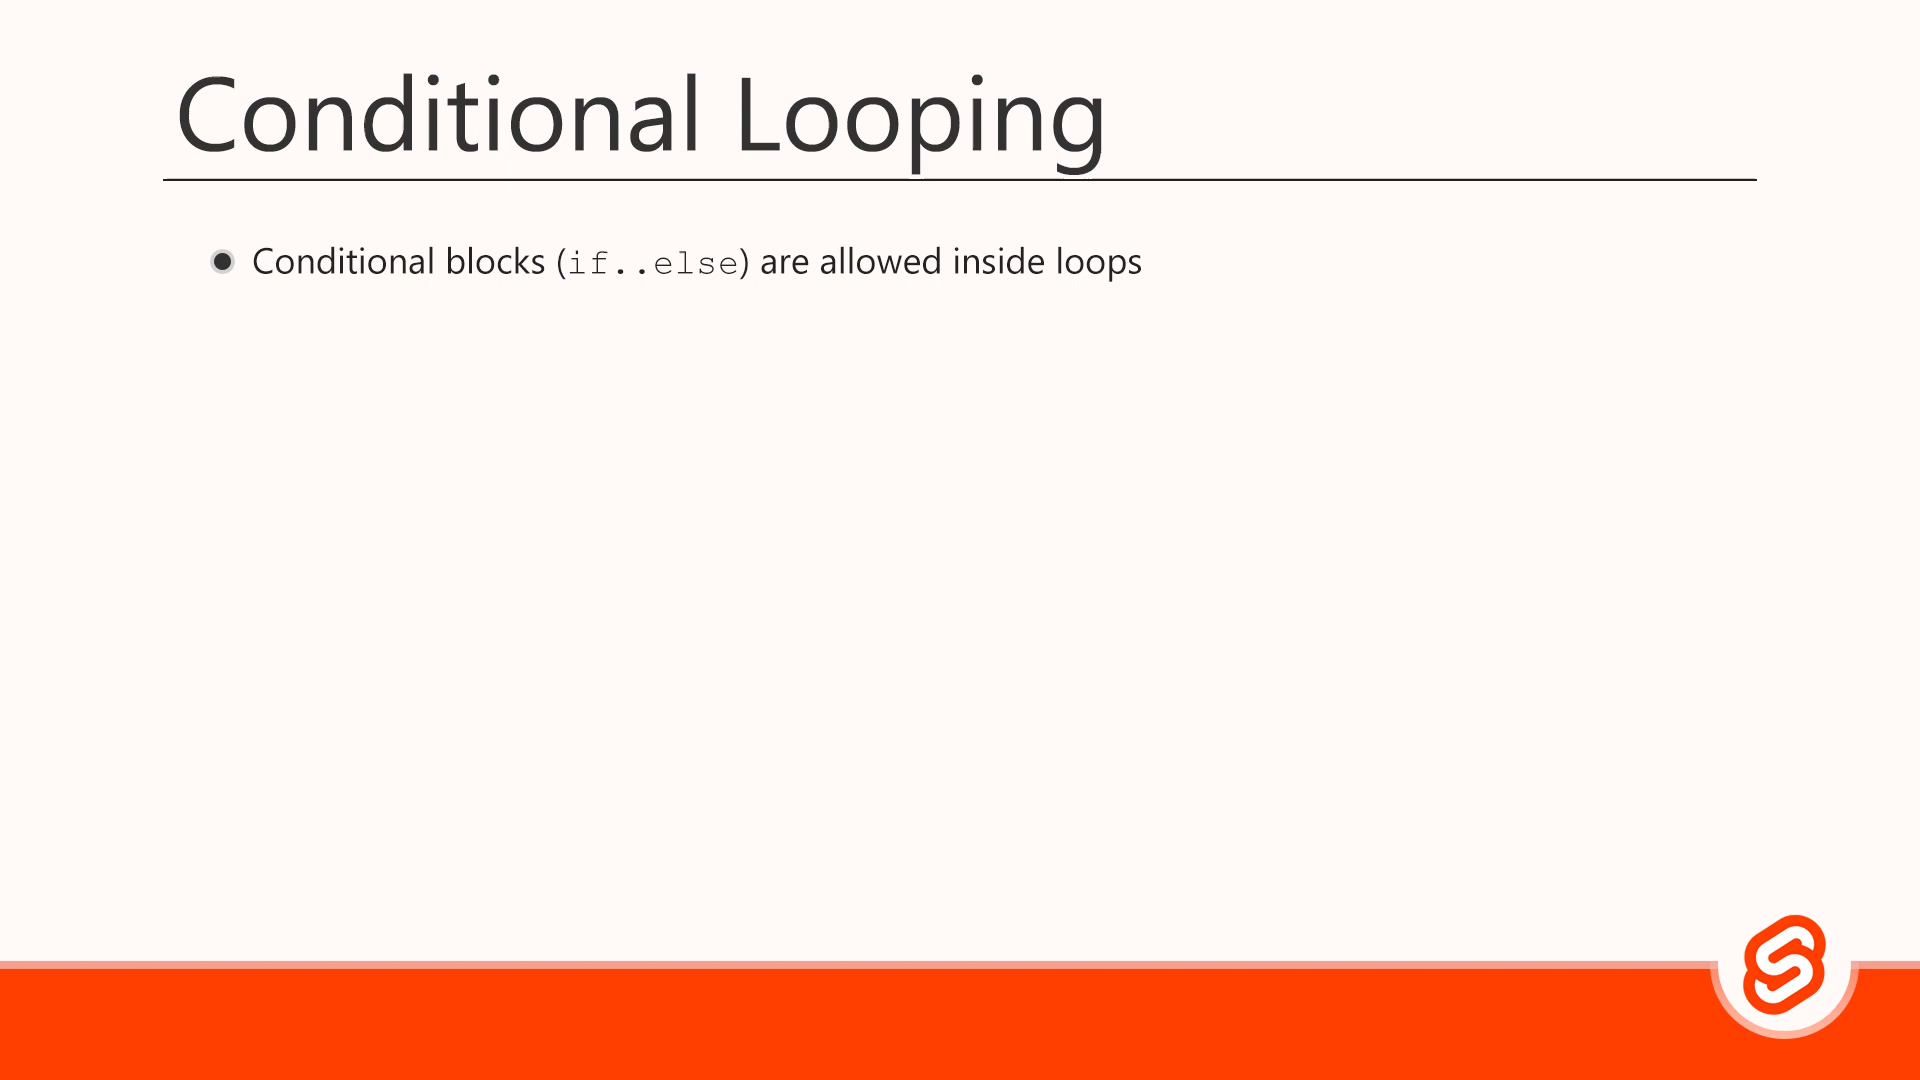 Conditional Looping
Conditional blocks (if..else) are allowed inside loops